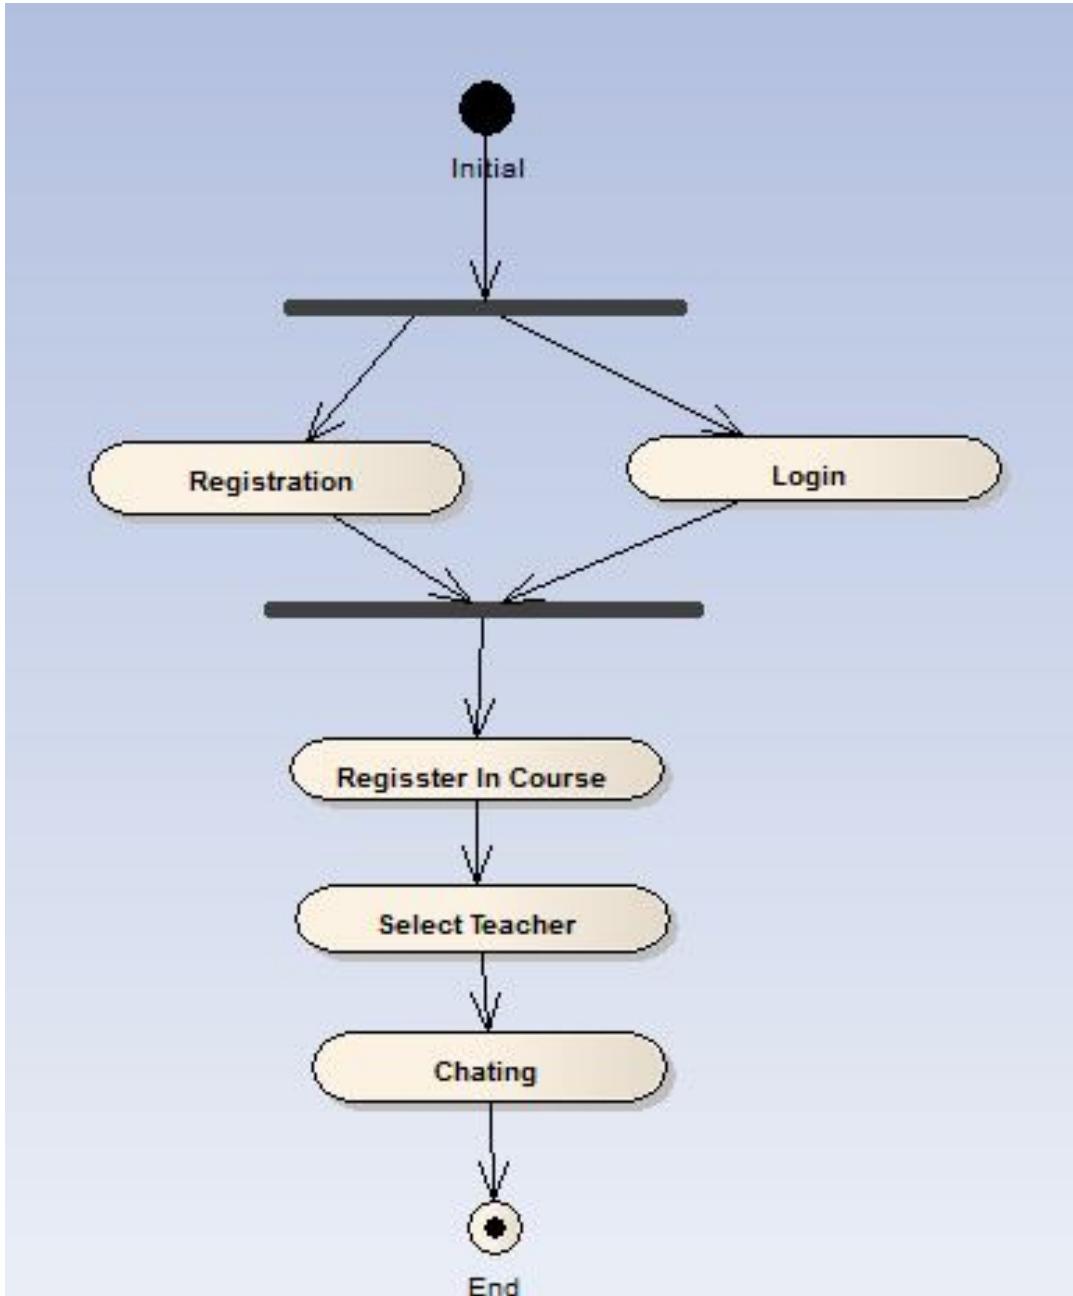 Initial
Registration
Login
Regisster In Course
Select Teacher
Chating
End